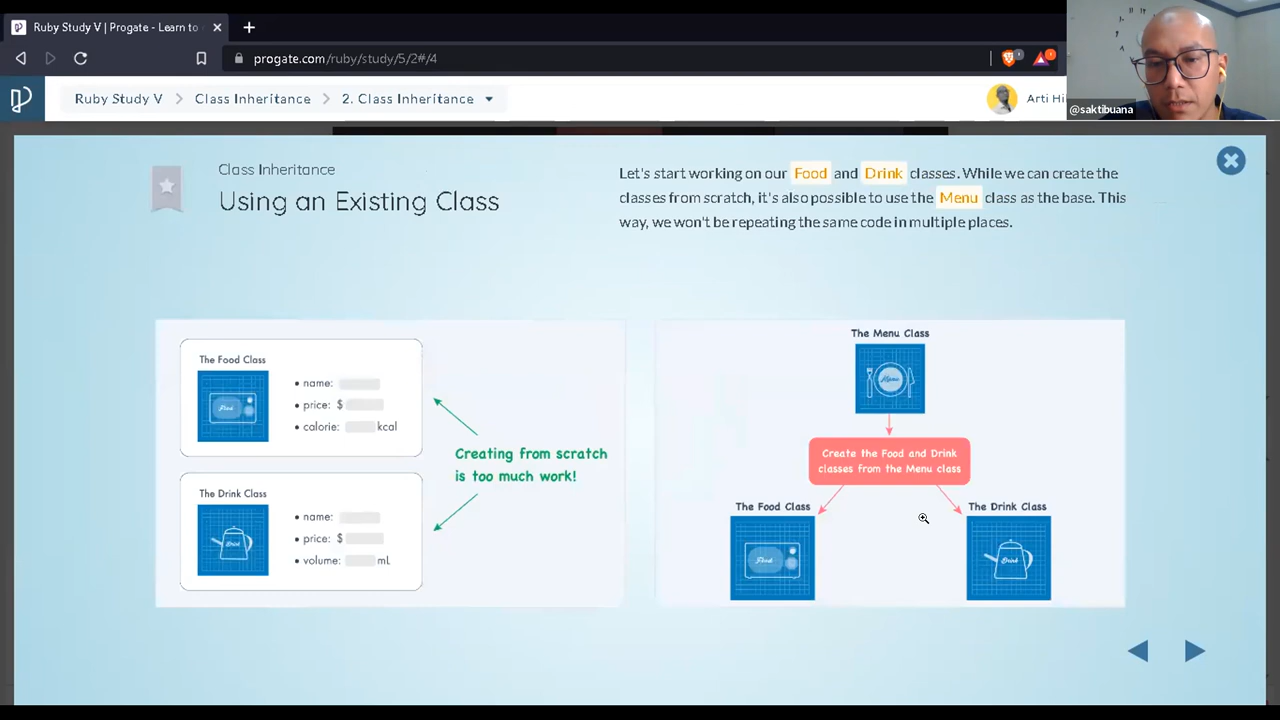 Ruby Study V | Progate - Learn to
progate.com/ruby/study/5/2#/4
Ruby Study V
Class Inheritance
2. Class Inheritance
Arti Hi
@saktibuana
Class Inheritance
Using an Existing Class
Let's start working on our Food and Drink classes. While we can create the
classes from scratch, it's also possible to use the Menu class as the base. This
way, we won't be repeating the same code in multiple places.
The Food Class
Food
• name:
• price: $
• calorie: kcal
The Drink Class
Drink
• name:
• price: $
• volume: mL
Creating from scratch
is too much work!
The Menu Class
Menu
Create the Food and Drink
classes from the Menu class
The Food Class
Food
The Drink Class
Drink